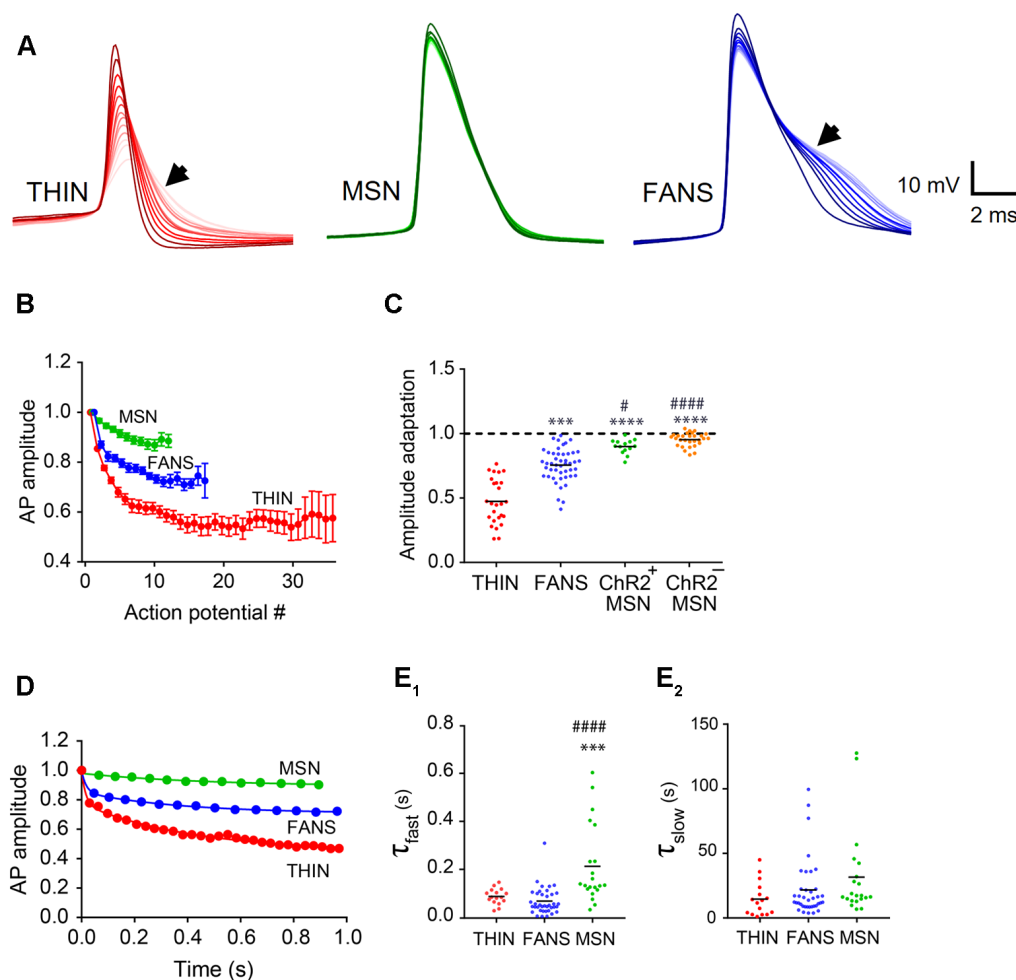 A
THIN
MSN
FANS
10 mV
2 ms
B
AP amplitude
1.2
1.0
0.8
0.6
0.4
MSN
FANS
THIN
0
10
20
30
Action potential #
C
Amplitude adaptation
1.5
1.0
0.5
0.0
***
#
****
####
****
THIN
FANS
ChR2+
MSN
ChR2−
MSN
D
AP amplitude
1.2
1.0
0.8
0.6
0.4
0.2
0
MSN
FANS
THIN
0.0
0.2
0.4
0.6
0.8
1.0
Time (s)
E1
τfast (s)
0.8
0.6
0.4
0.2
0.0
####
***
THIN
FANS
MSN
E2
τslow (s)
150
100
50
0
THIN
FANS
MSN